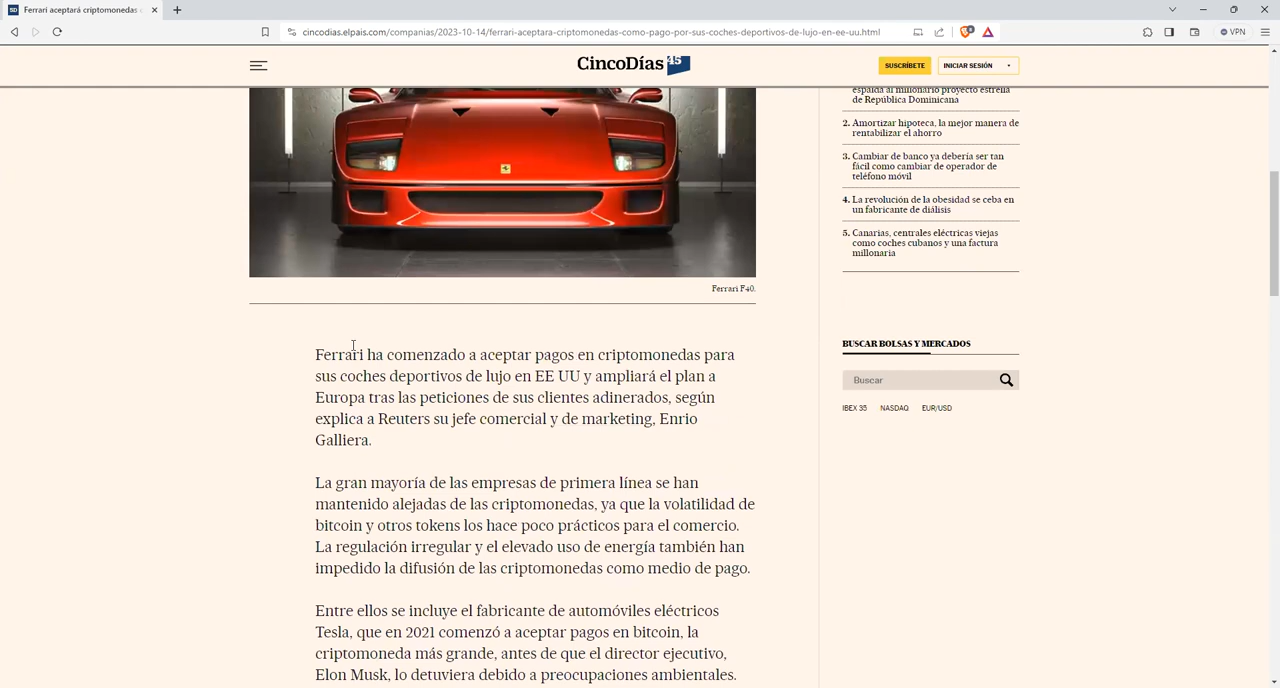 Ferrari aceptará criptomonedas c
cincodias.elpais.com/companias/2023-10-14/ferrari-aceptara-criptomonedas-como-pago-por-sus-coches-deportivos-de-lujo-en-ee-uu.html
VPN
CincoDías 45
SUSCRÍBETE
INICIAR SESIÓN
espalda al millonario proyecto estrella
de República Dominicana
2. Amortizar hipoteca, la mejor manera de
rentabilizar el ahorro
3. Cambiar de banco ya debería ser tan
fácil como cambiar de operador de
teléfono móvil
4. La revolución de la obesidad se ceba en
un fabricante de diálisis
5. Canarias, centrales eléctricas viejas
como coches cubanos y una factura
millonaria
Ferrari F40.
BUSCAR BOLSAS Y MERCADOS
Buscar
IBEX 35 NASDAQ EUR/USD
Ferrari ha comenzado a aceptar pagos en criptomonedas para
sus coches deportivos de lujo en EE UU y ampliará el plan a
Europa tras las peticiones de sus clientes adinerados, según
explica a Reuters su jefe comercial y de marketing, Enrio
Galliera.
La gran mayoría de las empresas de primera línea se han
mantenido alejadas de las criptomonedas, ya que la volatilidad de
bitcoin y otros tokens los hace poco prácticos para el comercio.
La regulación irregular y el elevado uso de energía también han
impedido la difusión de las criptomonedas como medio de pago.
Entre ellos se incluye el fabricante de automóviles eléctricos
Tesla, que en 2021 comenzó a aceptar pagos en bitcoin, la
criptomoneda más grande, antes de que el director ejecutivo,
Elon Musk, lo detuviera debido a preocupaciones ambientales.